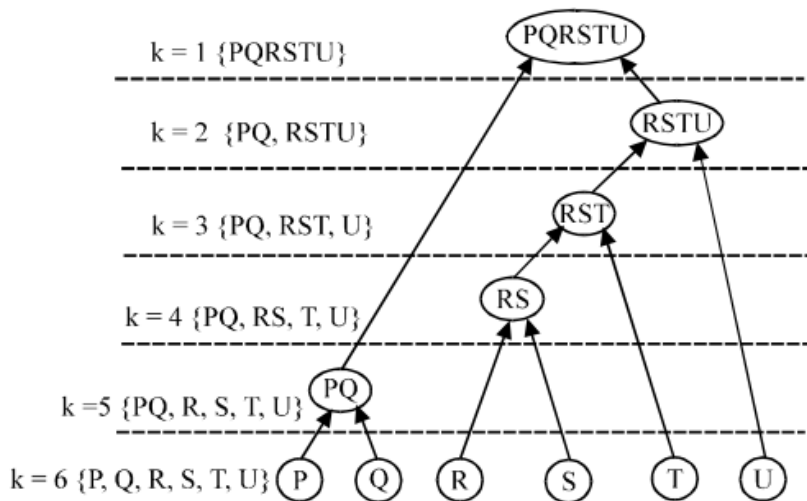 PQRSTU
k = 1 {PQRSTU}
RSTU
k = 2 {PQ, RSTU}
RST
k = 3 {PQ, RST, U}
RS
k = 4 {PQ, RS, T, U}
PQ
k =5 {PQ, R, S, T, U}
k = 6 {P, Q, R, S, T, U} P Q R S T U